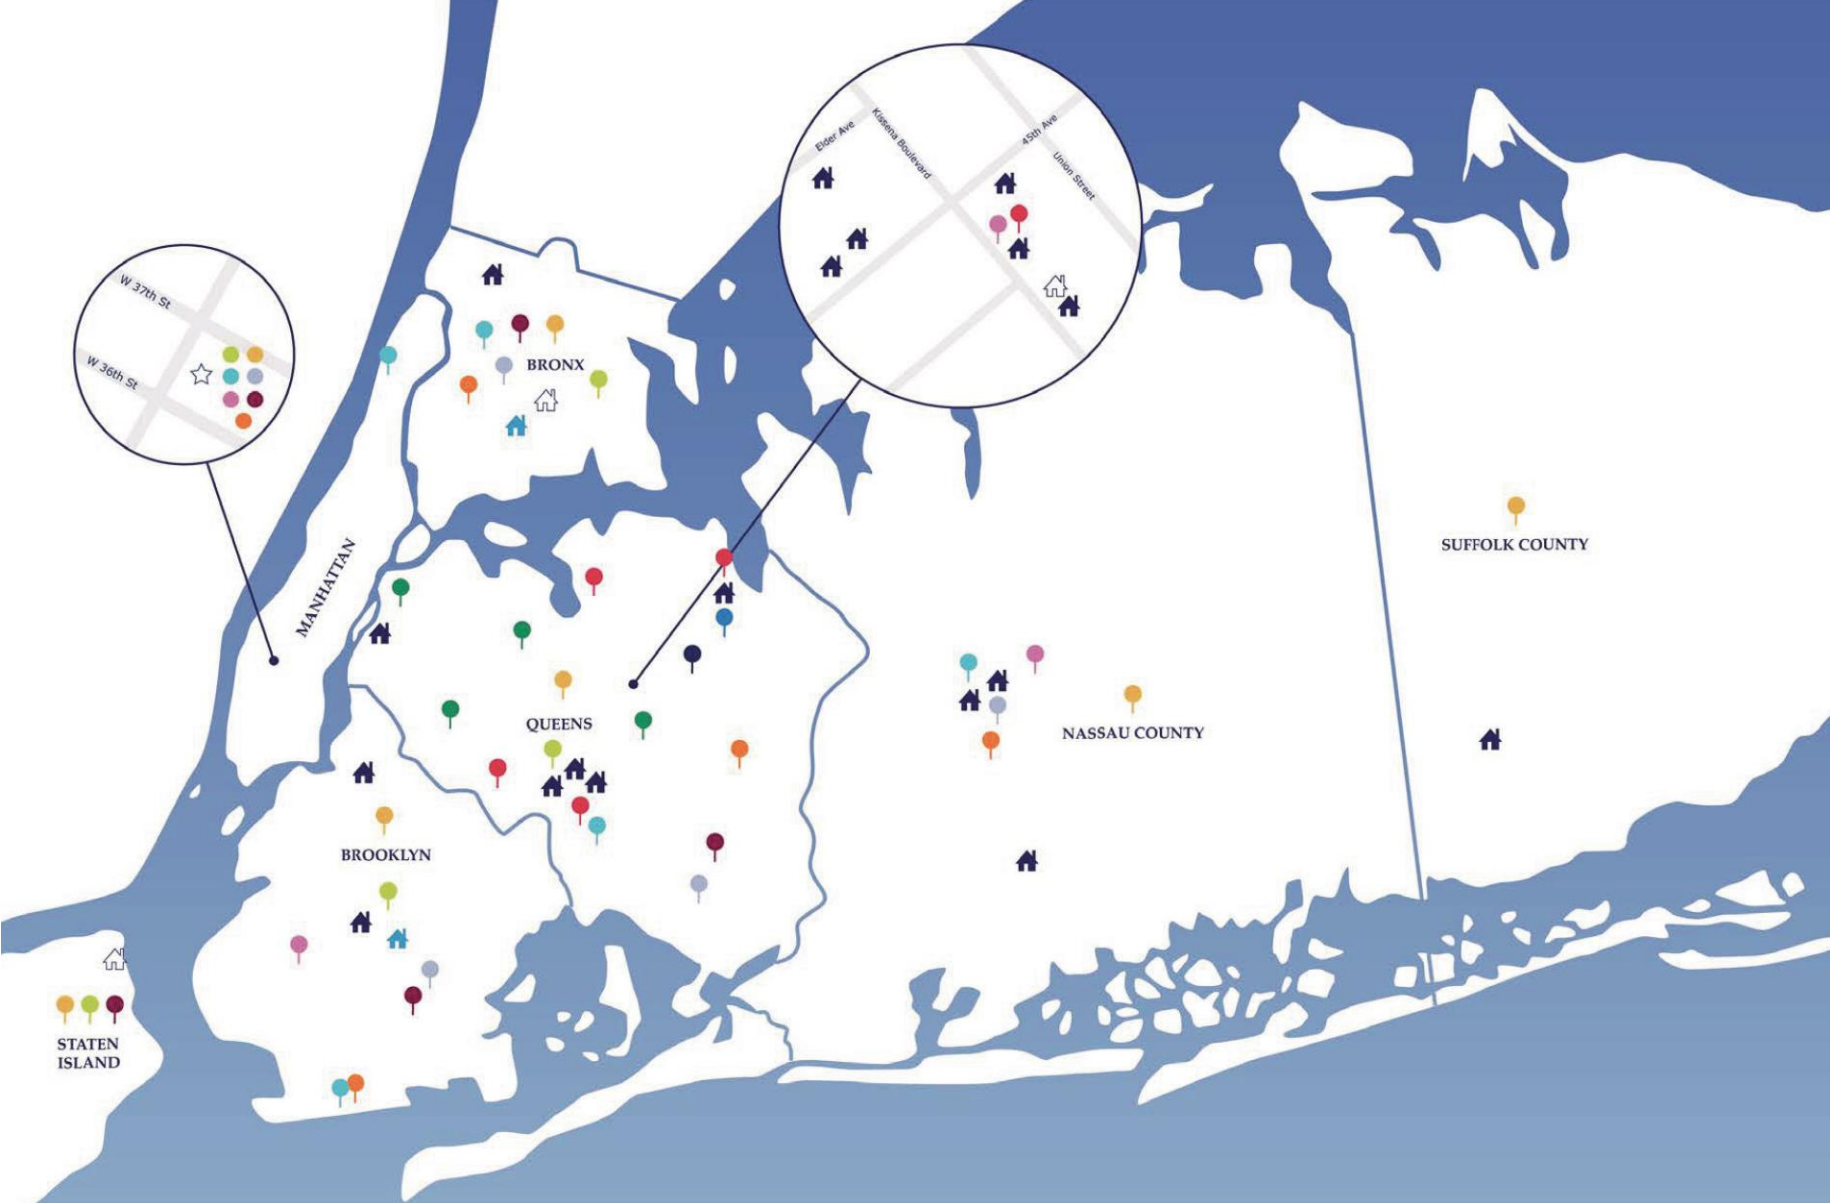 Elder Ave
Kissena Boulevard
45th Ave
Union Street
W 37th St
W 36th St
BRONX
MANHATTAN
SUFFOLK COUNTY
QUEENS
NASSAU COUNTY
BROOKLYN
STATEN
ISLAND